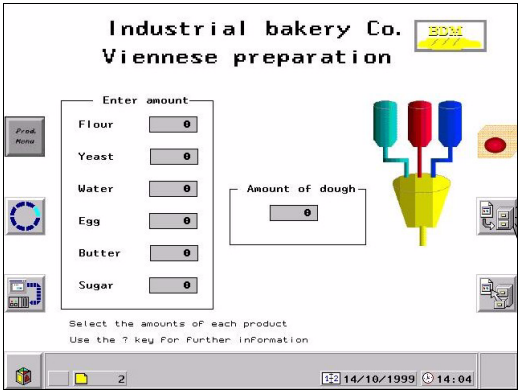 Industrial bakery Co.
BDM
Viennese preparation
Enter amount
Flour 0
Yeast 0
Water 0
Egg 0
Butter 0
Sugar 0
Prod.
Menu
Amount of dough
0
Select the amounts of each product
Use the ? key for further information
2
1-2 14/10/1999 14:04